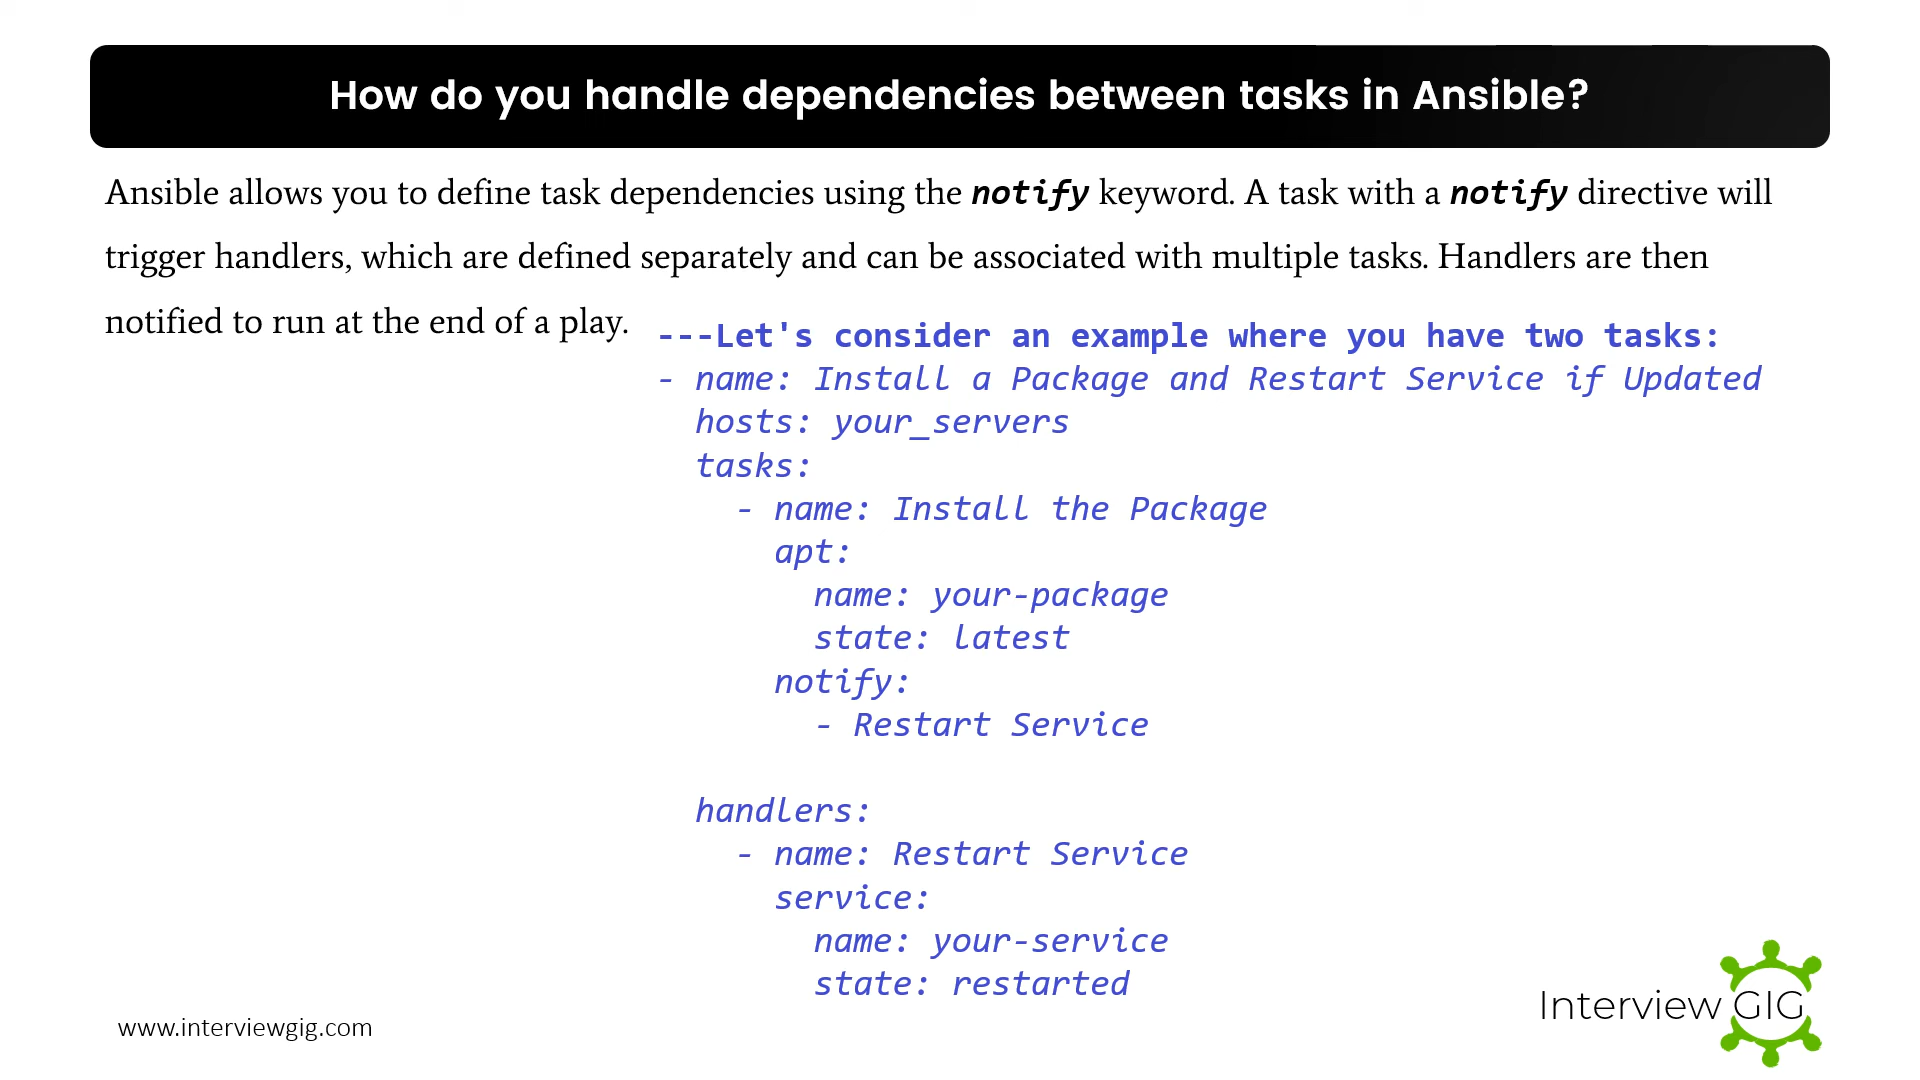 How do you handle dependencies between tasks in Ansible?
Ansible allows you to define task dependencies using the notify keyword. A task with a notify directive will
trigger handlers, which are defined separately and can be associated with multiple tasks. Handlers are then
notified to run at the end of a play.
---Let's consider an example where you have two tasks:
- name: Install a Package and Restart Service if Updated
  hosts: your_servers
  tasks:
    - name: Install the Package
      apt:
        name: your-package
        state: latest
      notify:
        - Restart Service

  handlers:
    - name: Restart Service
      service:
        name: your-service
        state: restarted
www.interviewgig.com
Interview GIG